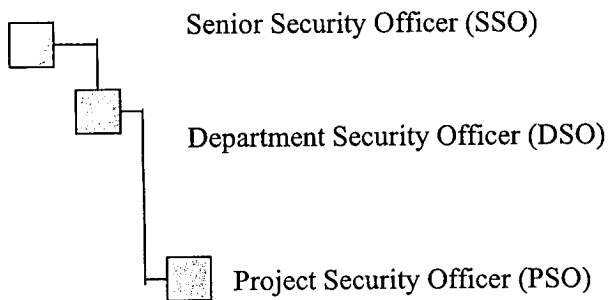 Senior Security Officer (SSO)
Department Security Officer (DSO)
Project Security Officer (PSO)